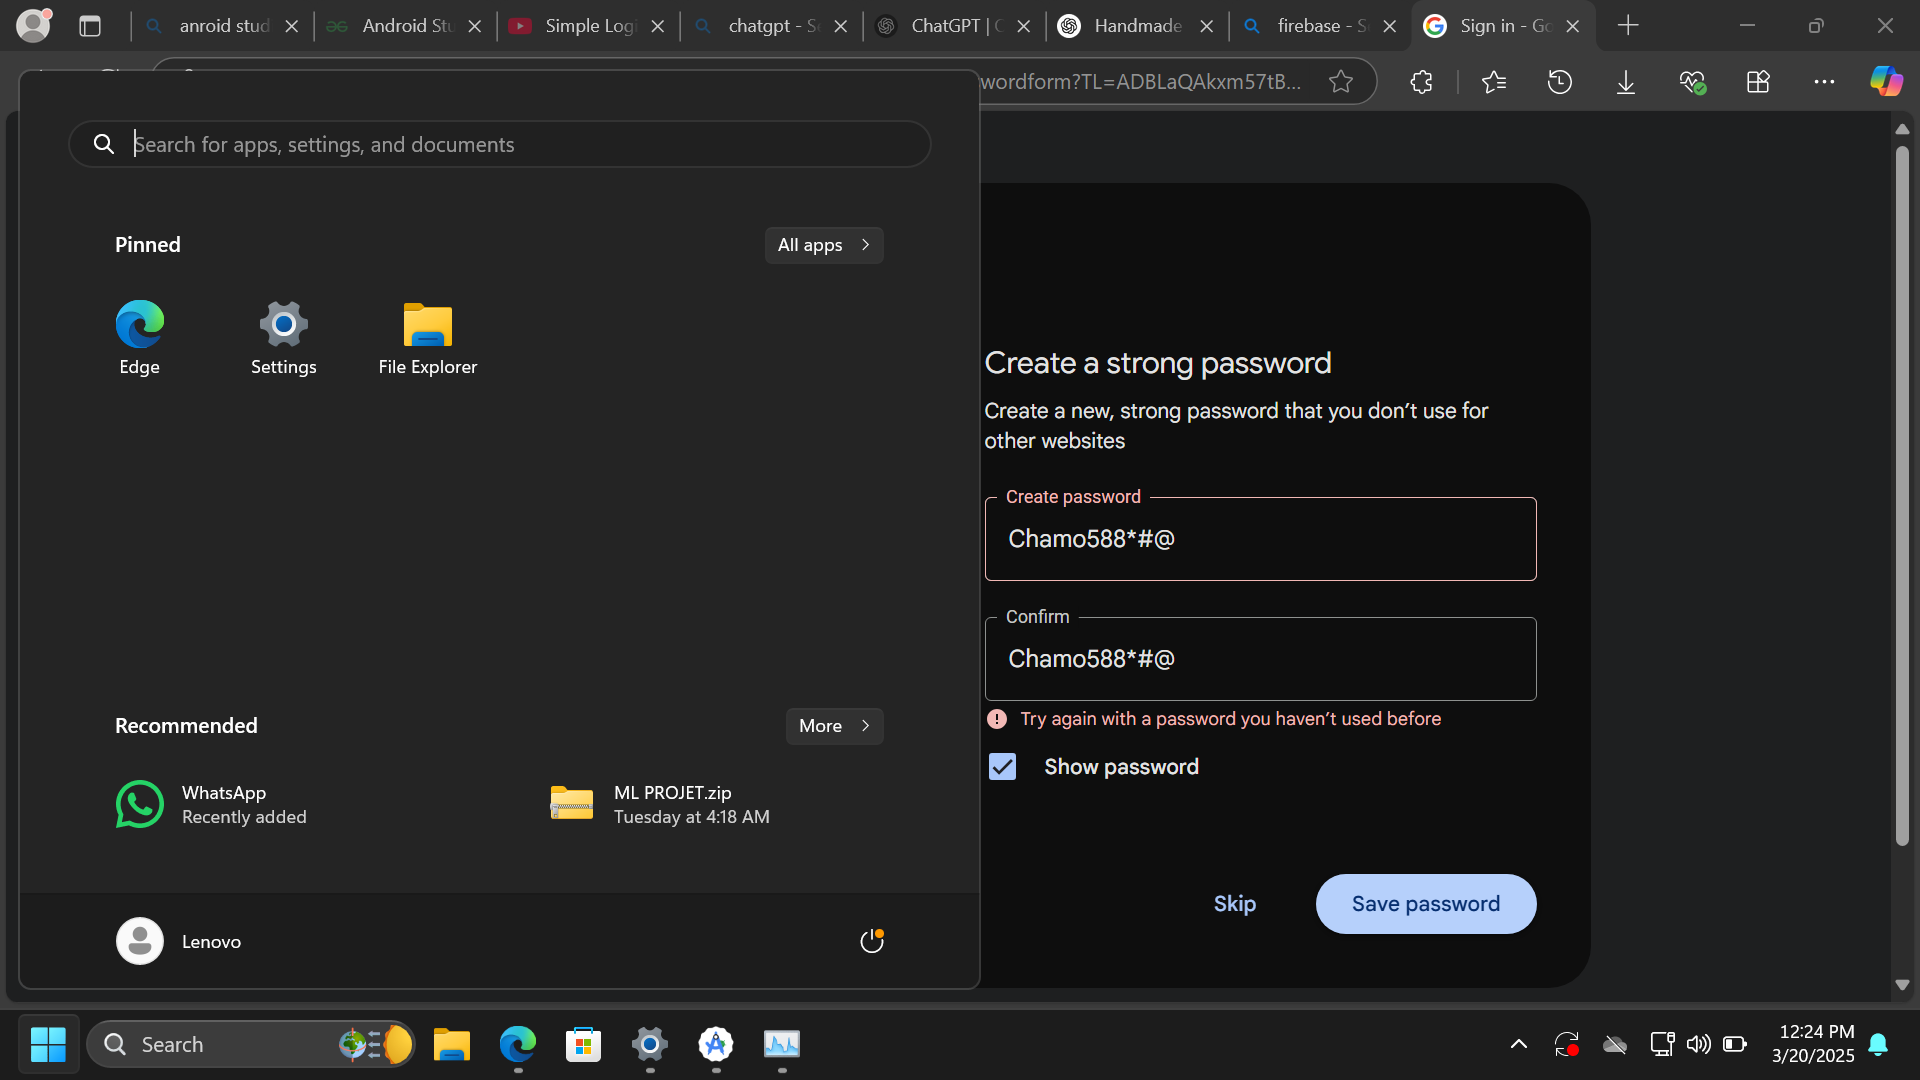 anroid stud
Android Stu
Simple Logi
chatgpt - S
ChatGPT | C
Handmade
firebase - S
Sign in - Go
wordform?TL=ADBLaQAkxm57tB...
Search for apps, settings, and documents
Pinned
All apps
Edge
Settings
File Explorer
Recommended
More
WhatsApp
Recently added
ML PROJET.zip
Tuesday at 4:18 AM
Lenovo
Create a strong password
Create a new, strong password that you don’t use for
other websites
Create password
Chamo588*#@
Confirm
Chamo588*#@
Try again with a password you haven’t used before
Show password
Skip
Save password
Search
12:24 PM
3/20/2025